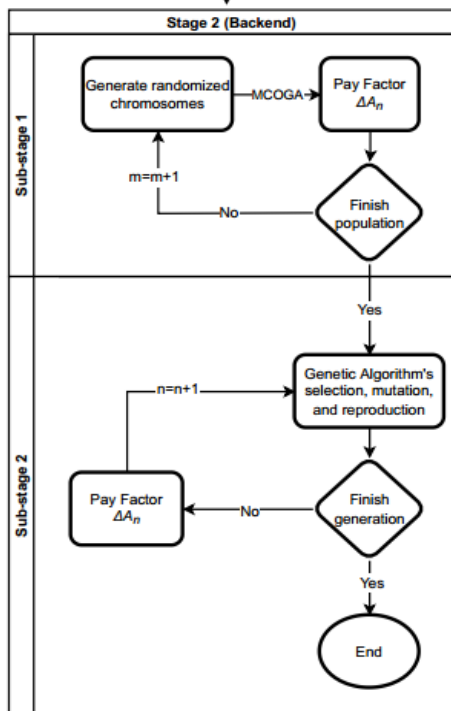 Stage 2 (Backend)
Sub-stage 1
Generate randomized
chromosomes
MCOGA
Pay Factor
ΔAn
m=m+1
No
Finish
population
Yes
Sub-stage 2
Genetic Algorithm's
selection, mutation,
and reproduction
n=n+1
Pay Factor
ΔAn
No
Finish
generation
Yes
End